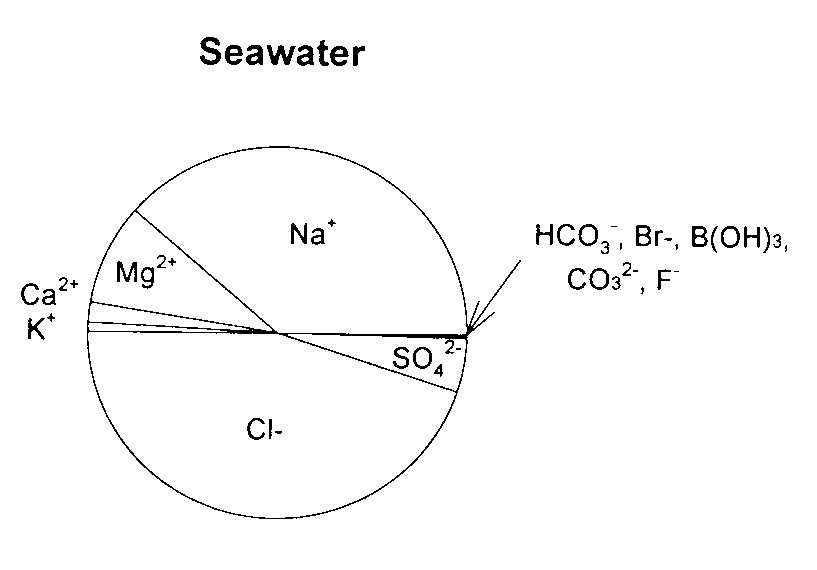 Seawater
Na⁺
HCO₃⁻, Br-, B(OH)₃,
CO₃²⁻, F⁻
Mg²⁺
Ca²⁺
K⁺
SO₄²⁻
Cl-